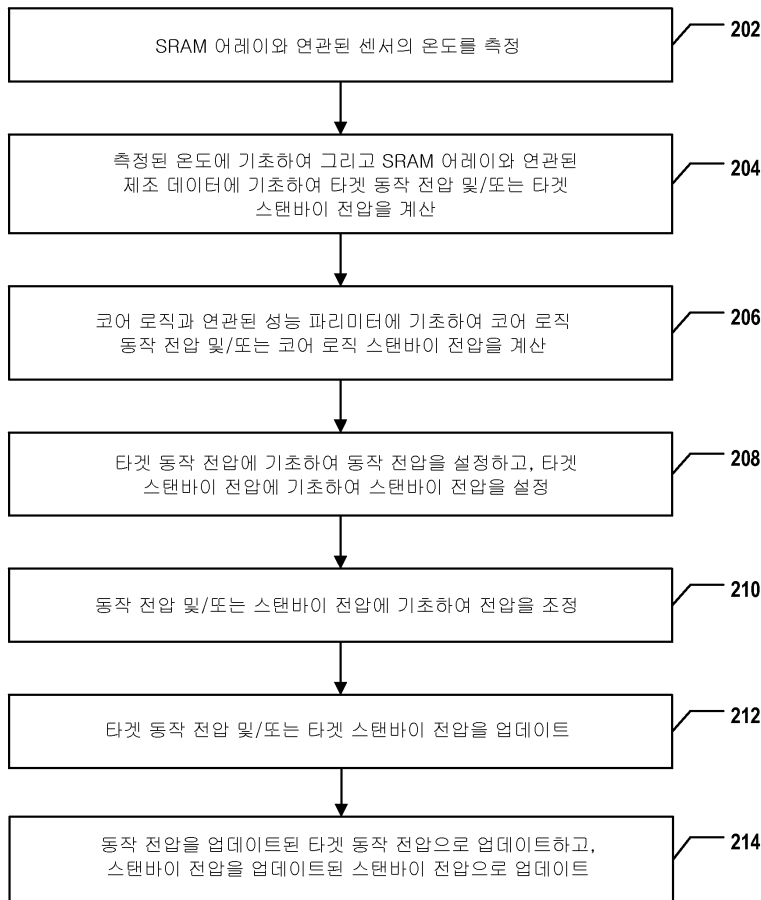 SRAM 어레이와 연관된 센서의 온도를 측정
202
측정된 온도에 기초하여 그리고 SRAM 어레이와 연관된
제조 데이터에 기초하여 타겟 동작 전압 및/또는 타겟
스탠바이 전압을 계산
204
코어 로직과 연관된 성능 파리미터에 기초하여 코어 로직
동작 전압 및/또는 코어 로직 스탠바이 전압을 계산
206
타겟 동작 전압에 기초하여 동작 전압을 설정하고, 타겟
스탠바이 전압에 기초하여 스탠바이 전압을 설정
208
동작 전압 및/또는 스탠바이 전압에 기초하여 전압을 조정
210
타겟 동작 전압 및/또는 타겟 스탠바이 전압을 업데이트
212
동작 전압을 업데이트된 타겟 동작 전압으로 업데이트하고,
스탠바이 전압을 업데이트된 스탠바이 전압으로 업데이트
214